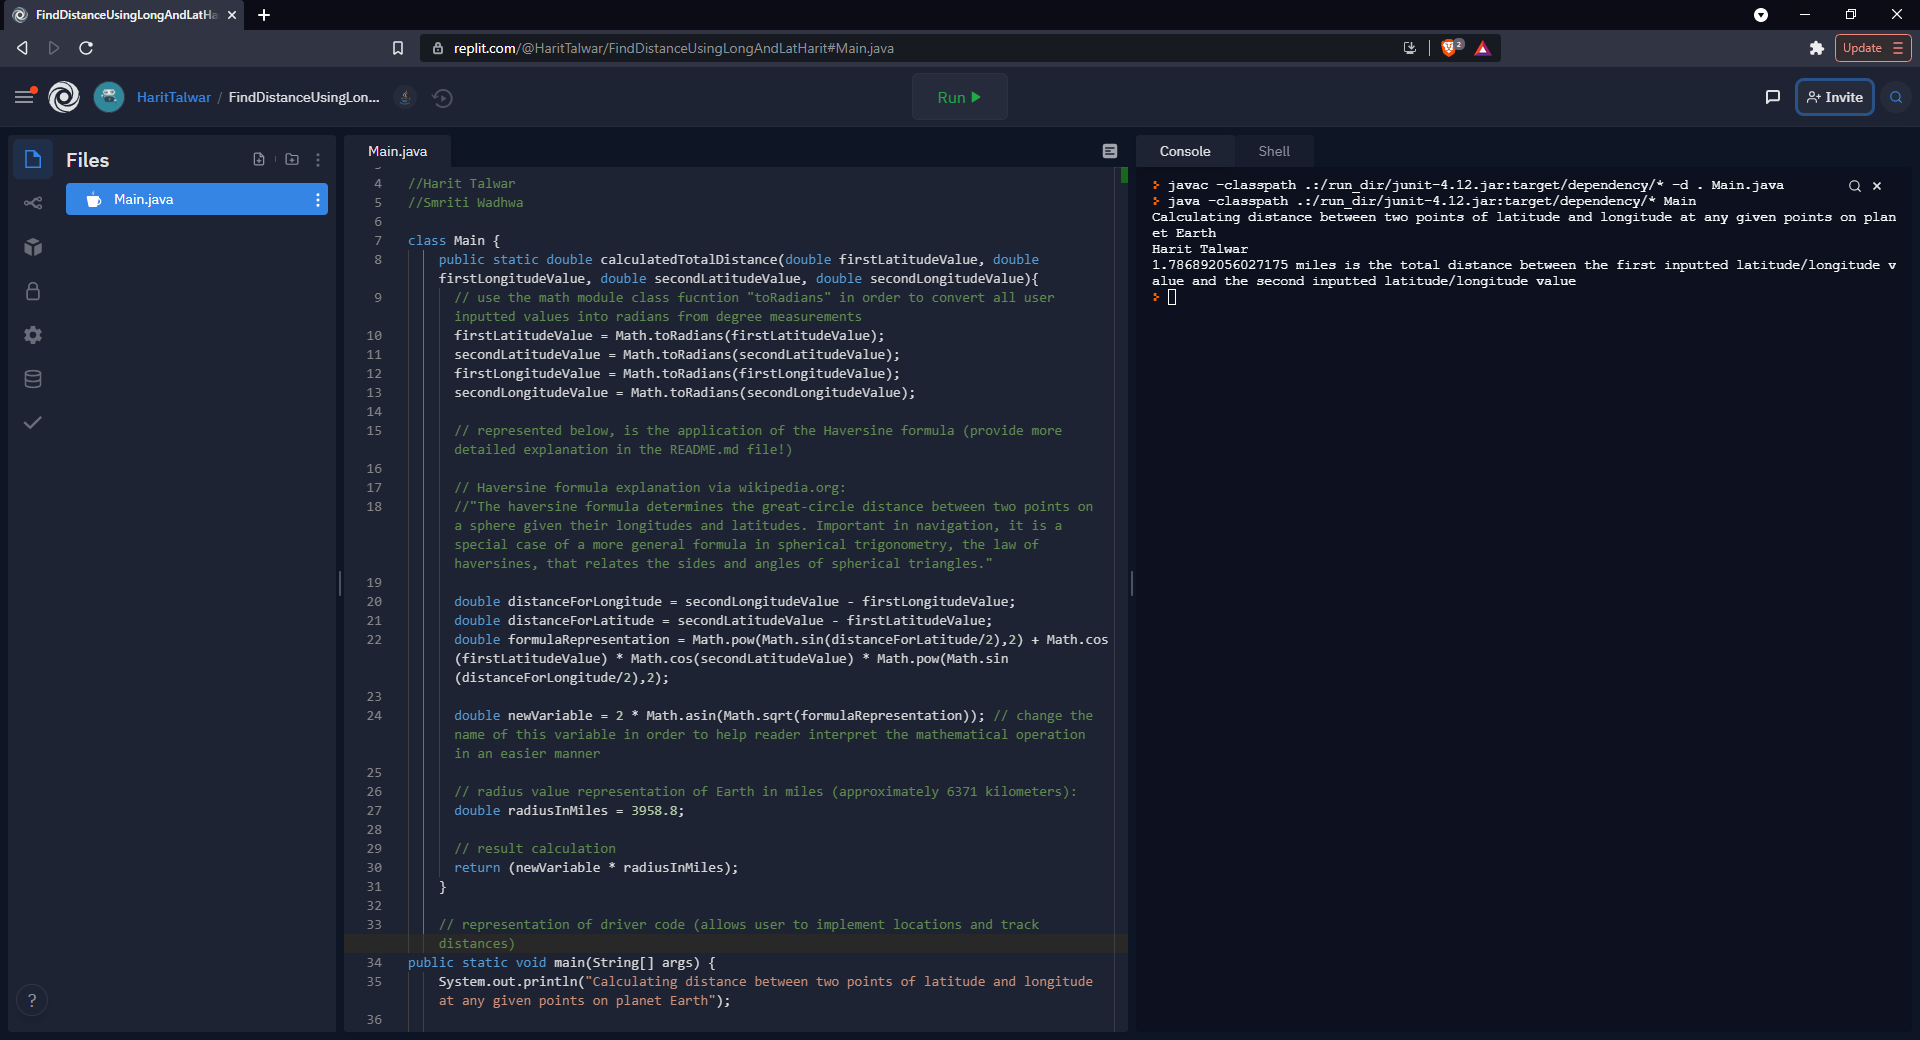 FindDistanceUsingLongAndLatHa
replit.com/@HaritTalwar/FindDistanceUsingLongAndLatHarit#Main.java
2
Update
HaritTalwar / FindDistanceUsingLon...
Run
Invite
Files
Main.java
Main.java
4 //Harit Talwar
5 //Smriti Wadhwa
6
7 class Main {
8 public static double calculatedTotalDistance(double firstLatitudeValue, double
firstLongitudeValue, double secondLatitudeValue, double secondLongitudeValue){
9 // use the math module class fucntion "toRadians" in order to convert all user
inputted values into radians from degree measurements
10 firstLatitudeValue = Math.toRadians(firstLatitudeValue);
11 secondLatitudeValue = Math.toRadians(secondLatitudeValue);
12 firstLongitudeValue = Math.toRadians(firstLongitudeValue);
13 secondLongitudeValue = Math.toRadians(secondLongitudeValue);
14
15 // represented below, is the application of the Haversine formula (provide more
detailed explanation in the README.md file!)
16
17 // Haversine formula explanation via wikipedia.org:
18 //"The haversine formula determines the great-circle distance between two points on
a sphere given their longitudes and latitudes. Important in navigation, it is a
special case of a more general formula in spherical trigonometry, the law of
haversines, that relates the sides and angles of spherical triangles."
19
20 double distanceForLongitude = secondLongitudeValue - firstLongitudeValue;
21 double distanceForLatitude = secondLatitudeValue - firstLatitudeValue;
22 double formulaRepresentation = Math.pow(Math.sin(distanceForLatitude/2),2) + Math.cos
(firstLatitudeValue) * Math.cos(secondLatitudeValue) * Math.pow(Math.sin
(distanceForLongitude/2),2);
23
24 double newVariable = 2 * Math.asin(Math.sqrt(formulaRepresentation)); // change the
name of this variable in order to help reader interpret the mathematical operation
in an easier manner
25
26 // radius value representation of Earth in miles (approximately 6371 kilometers):
27 double radiusInMiles = 3958.8;
28
29 // result calculation
30 return (newVariable * radiusInMiles);
31 }
32
33 // representation of driver code (allows user to implement locations and track
distances)
34 public static void main(String[] args) {
35 System.out.println("Calculating distance between two points of latitude and longitude
at any given points on planet Earth");
36
?
Console
Shell
javac -classpath .:/run_dir/junit-4.12.jar:target/dependency/* -d . Main.java
java -classpath .:/run_dir/junit-4.12.jar:target/dependency/* Main
Calculating distance between two points of latitude and longitude at any given points on plan
et Earth
Harit Talwar
1.786892056027175 miles is the total distance between the first inputted latitude/longitude v
alue and the second inputted latitude/longitude value